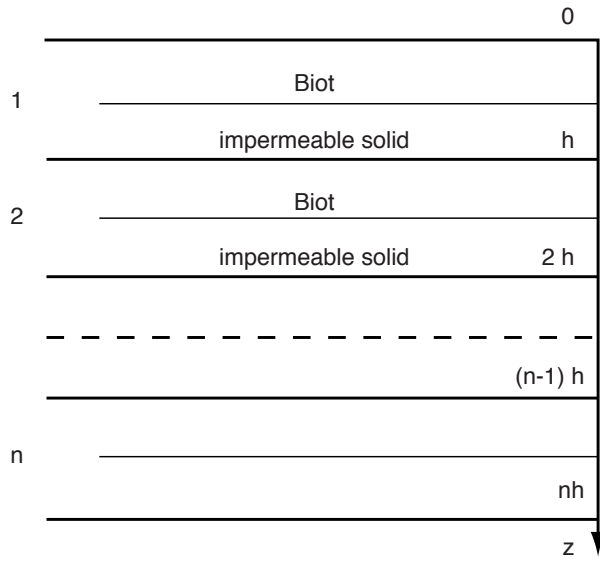 0
Biot
1
impermeable solid h
Biot
2
impermeable solid 2 h
(n-1) h
n
nh
z